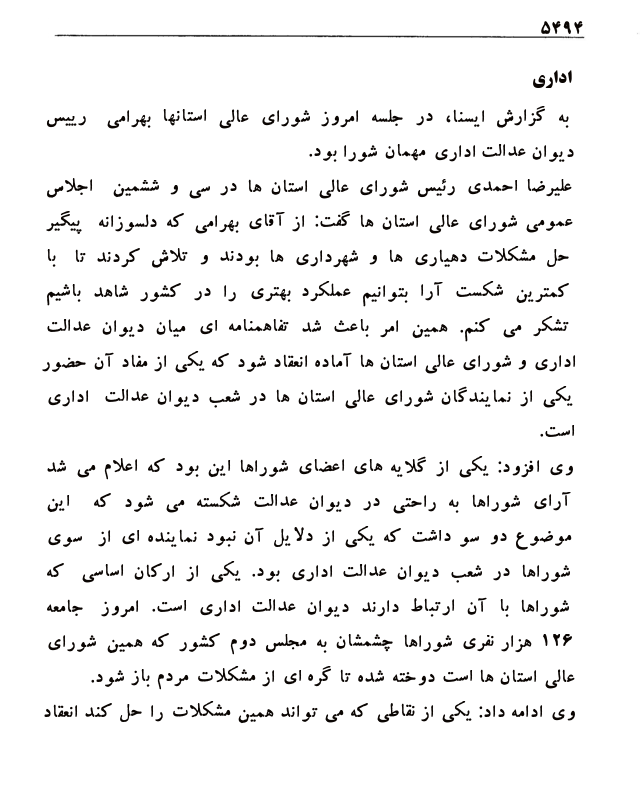 ۵۴۹۴
اداری
به گزارش ایسنا، در جلسه امروز شورای عالی استانها بهرامی رییس
دیوان عدالت اداری مهمان شورا بود.
علیرضا احمدی رئیس شورای عالی استان ها در سی و ششمین اجلاس
عمومی شورای عالی استان ها گفت: از آقای بهرامی که دلسوزانه پیگیر
حل مشکلات دهیاری ها و شهرداری ها بودند و تلاش کردند تا با
کمترین شکست آرا بتوانیم عملکرد بهتری را در کشور شاهد باشیم
تشکر می کنم. همین امر باعث شد تفاهمنامه ای میان دیوان عدالت
اداری و شورای عالی استان ها آماده انعقاد شود که یکی از مفاد آن حضور
یکی از نمایندگان شورای عالی استان ها در شعب دیوان عدالت اداری
است.
وی افزود: یکی از گلایه های اعضای شوراها این بود که اعلام می شد
آرای شوراها به راحتی در دیوان عدالت شکسته می شود که این
موضوع دو سو داشت که یکی از دلایل آن نبود نماینده ای از سوی
شوراها در شعب دیوان عدالت اداری بود. یکی از ارکان اساسی که
شوراها با آن ارتباط دارند دیوان عدالت اداری است. امروز جامعه
۱۲۶ هزار نفری شوراها چشمشان به مجلس دوم کشور که همین شورای
عالی استان ها است دوخته شده تا گره ای از مشکلات مردم باز شود.
وی ادامه داد: یکی از نقاطی که می تواند همین مشکلات را حل کند انعقاد